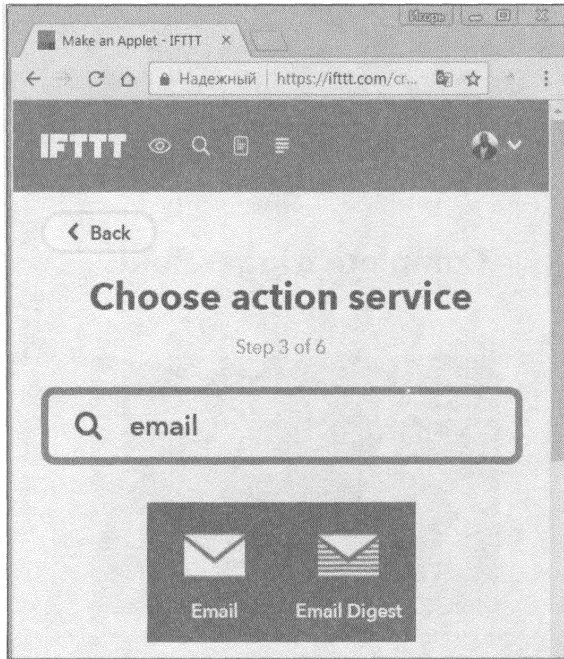 Игорь
Make an Applet - IFTTT
Надежный https://ifttt.com/cr...
IFTTT
Back
Choose action service
Step 3 of 6
email
Email Email Digest